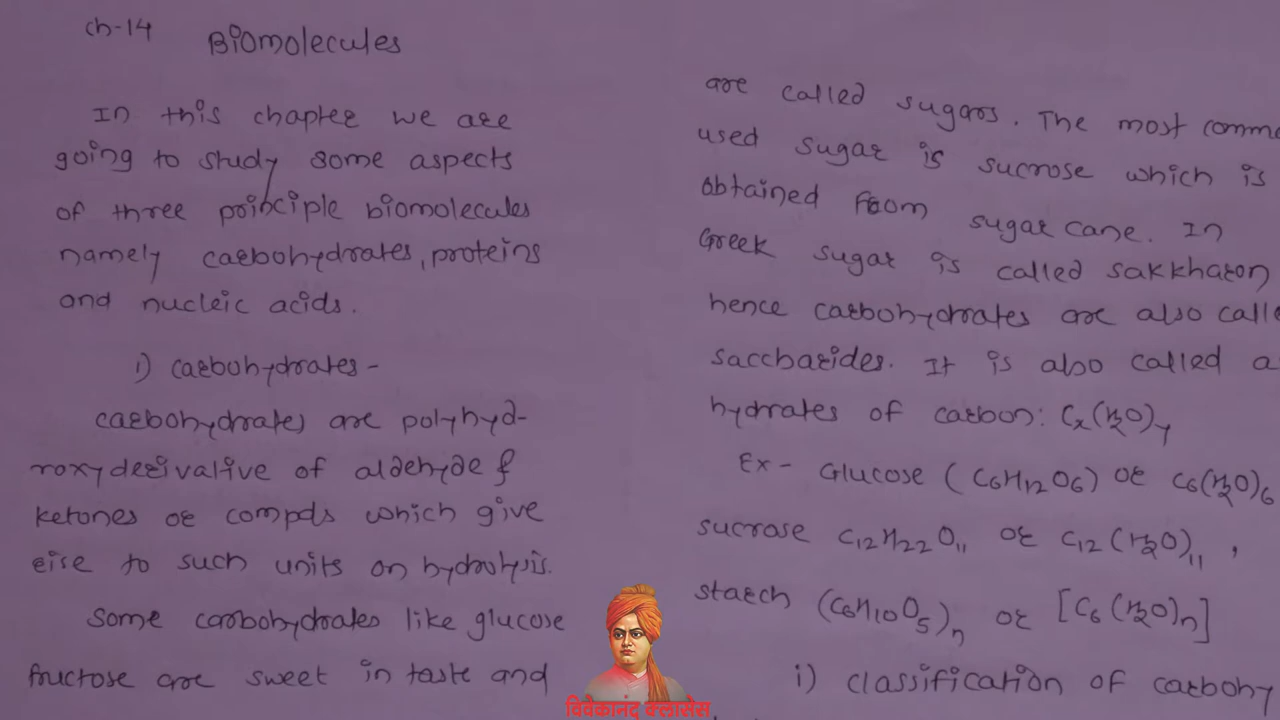 Ch-14 Biomolecules
In this chapter we are
going to study some aspects
of three principle biomolecules
namely carbohydrates, proteins
and nucleic acids.
i) carbohydrates -
carbohydrates are polyhyd-
roxy derivalive of aldehyde &
ketones or compds which give
rise to such units on hydrolysis.
Some carbohydrates like glucose
fructose are sweet in taste and
are called sugars. The most commo
used sugar is sucrose which is
obtained from sugar cane. In
Greek sugar is called sakkharon
hence carbohydrates are also calle
saccharides. It is also called a
hydrates of carbon: Cx(H2O)y
Ex- Glucose (C6H12O6) or C6(H2O)6
sucrose C12H22O11 or C12(H2O)11,
starch (C6H10O5)n or [C6(H2O)n]
i) classification of carbohy
विवेकानंद क्लासेस